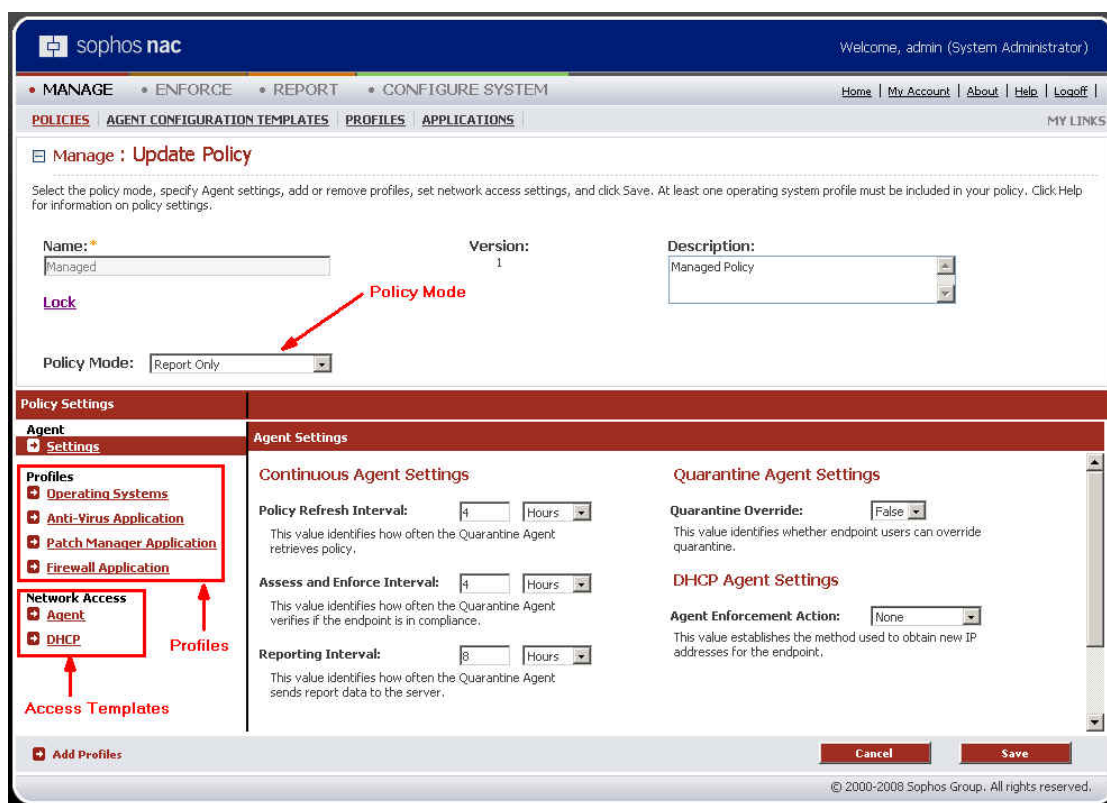 sophos nac
Welcome, admin (System Administrator)
• MANAGE • ENFORCE • REPORT • CONFIGURE SYSTEM
Home | My Account | About | Help | Logoff |
POLICIES AGENT CONFIGURATION TEMPLATES PROFILES APPLICATIONS
MY LINKS
Manage : Update Policy
Select the policy mode, specify Agent settings, add or remove profiles, set network access settings, and click Save. At least one operating system profile must be included in your policy. Click Help
for information on policy settings.
Name:*
Managed
Version:
1
Description:
Managed Policy
Lock
Policy Mode
Policy Mode: Report Only
Policy Settings
Agent
Settings
Profiles
Operating Systems
Anti-Virus Application
Patch Manager Application
Firewall Application
Network Access
Agent
DHCP
Profiles
Access Templates
Agent Settings
Continuous Agent Settings
Policy Refresh Interval: 4 Hours
This value identifies how often the Quarantine Agent
retrieves policy.
Assess and Enforce Interval: 4 Hours
This value identifies how often the Quarantine Agent
verifies if the endpoint is in compliance.
Reporting Interval: 8 Hours
This value identifies how often the Quarantine Agent
sends report data to the server.
Quarantine Agent Settings
Quarantine Override: False
This value identifies whether endpoint users can override
quarantine.
DHCP Agent Settings
Agent Enforcement Action: None
This value establishes the method used to obtain new IP
addresses for the endpoint.
Add Profiles
Cancel
Save
© 2000-2008 Sophos Group. All rights reserved.